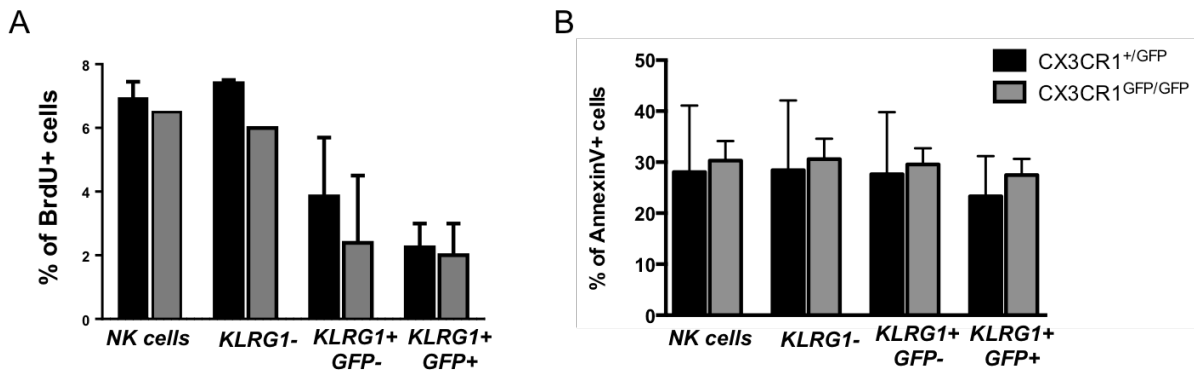 A
% of BrdU+ cells
8
6
4
2
0
NK cells
KLRG1-
KLRG1+
GFP-
KLRG1+
GFP+
B
% of AnnexinV+ cells
50
40
30
20
10
0
CX3CR1+/GFP
CX3CR1GFP/GFP
NK cells
KLRG1-
KLRG1+
GFP-
KLRG1+
GFP+